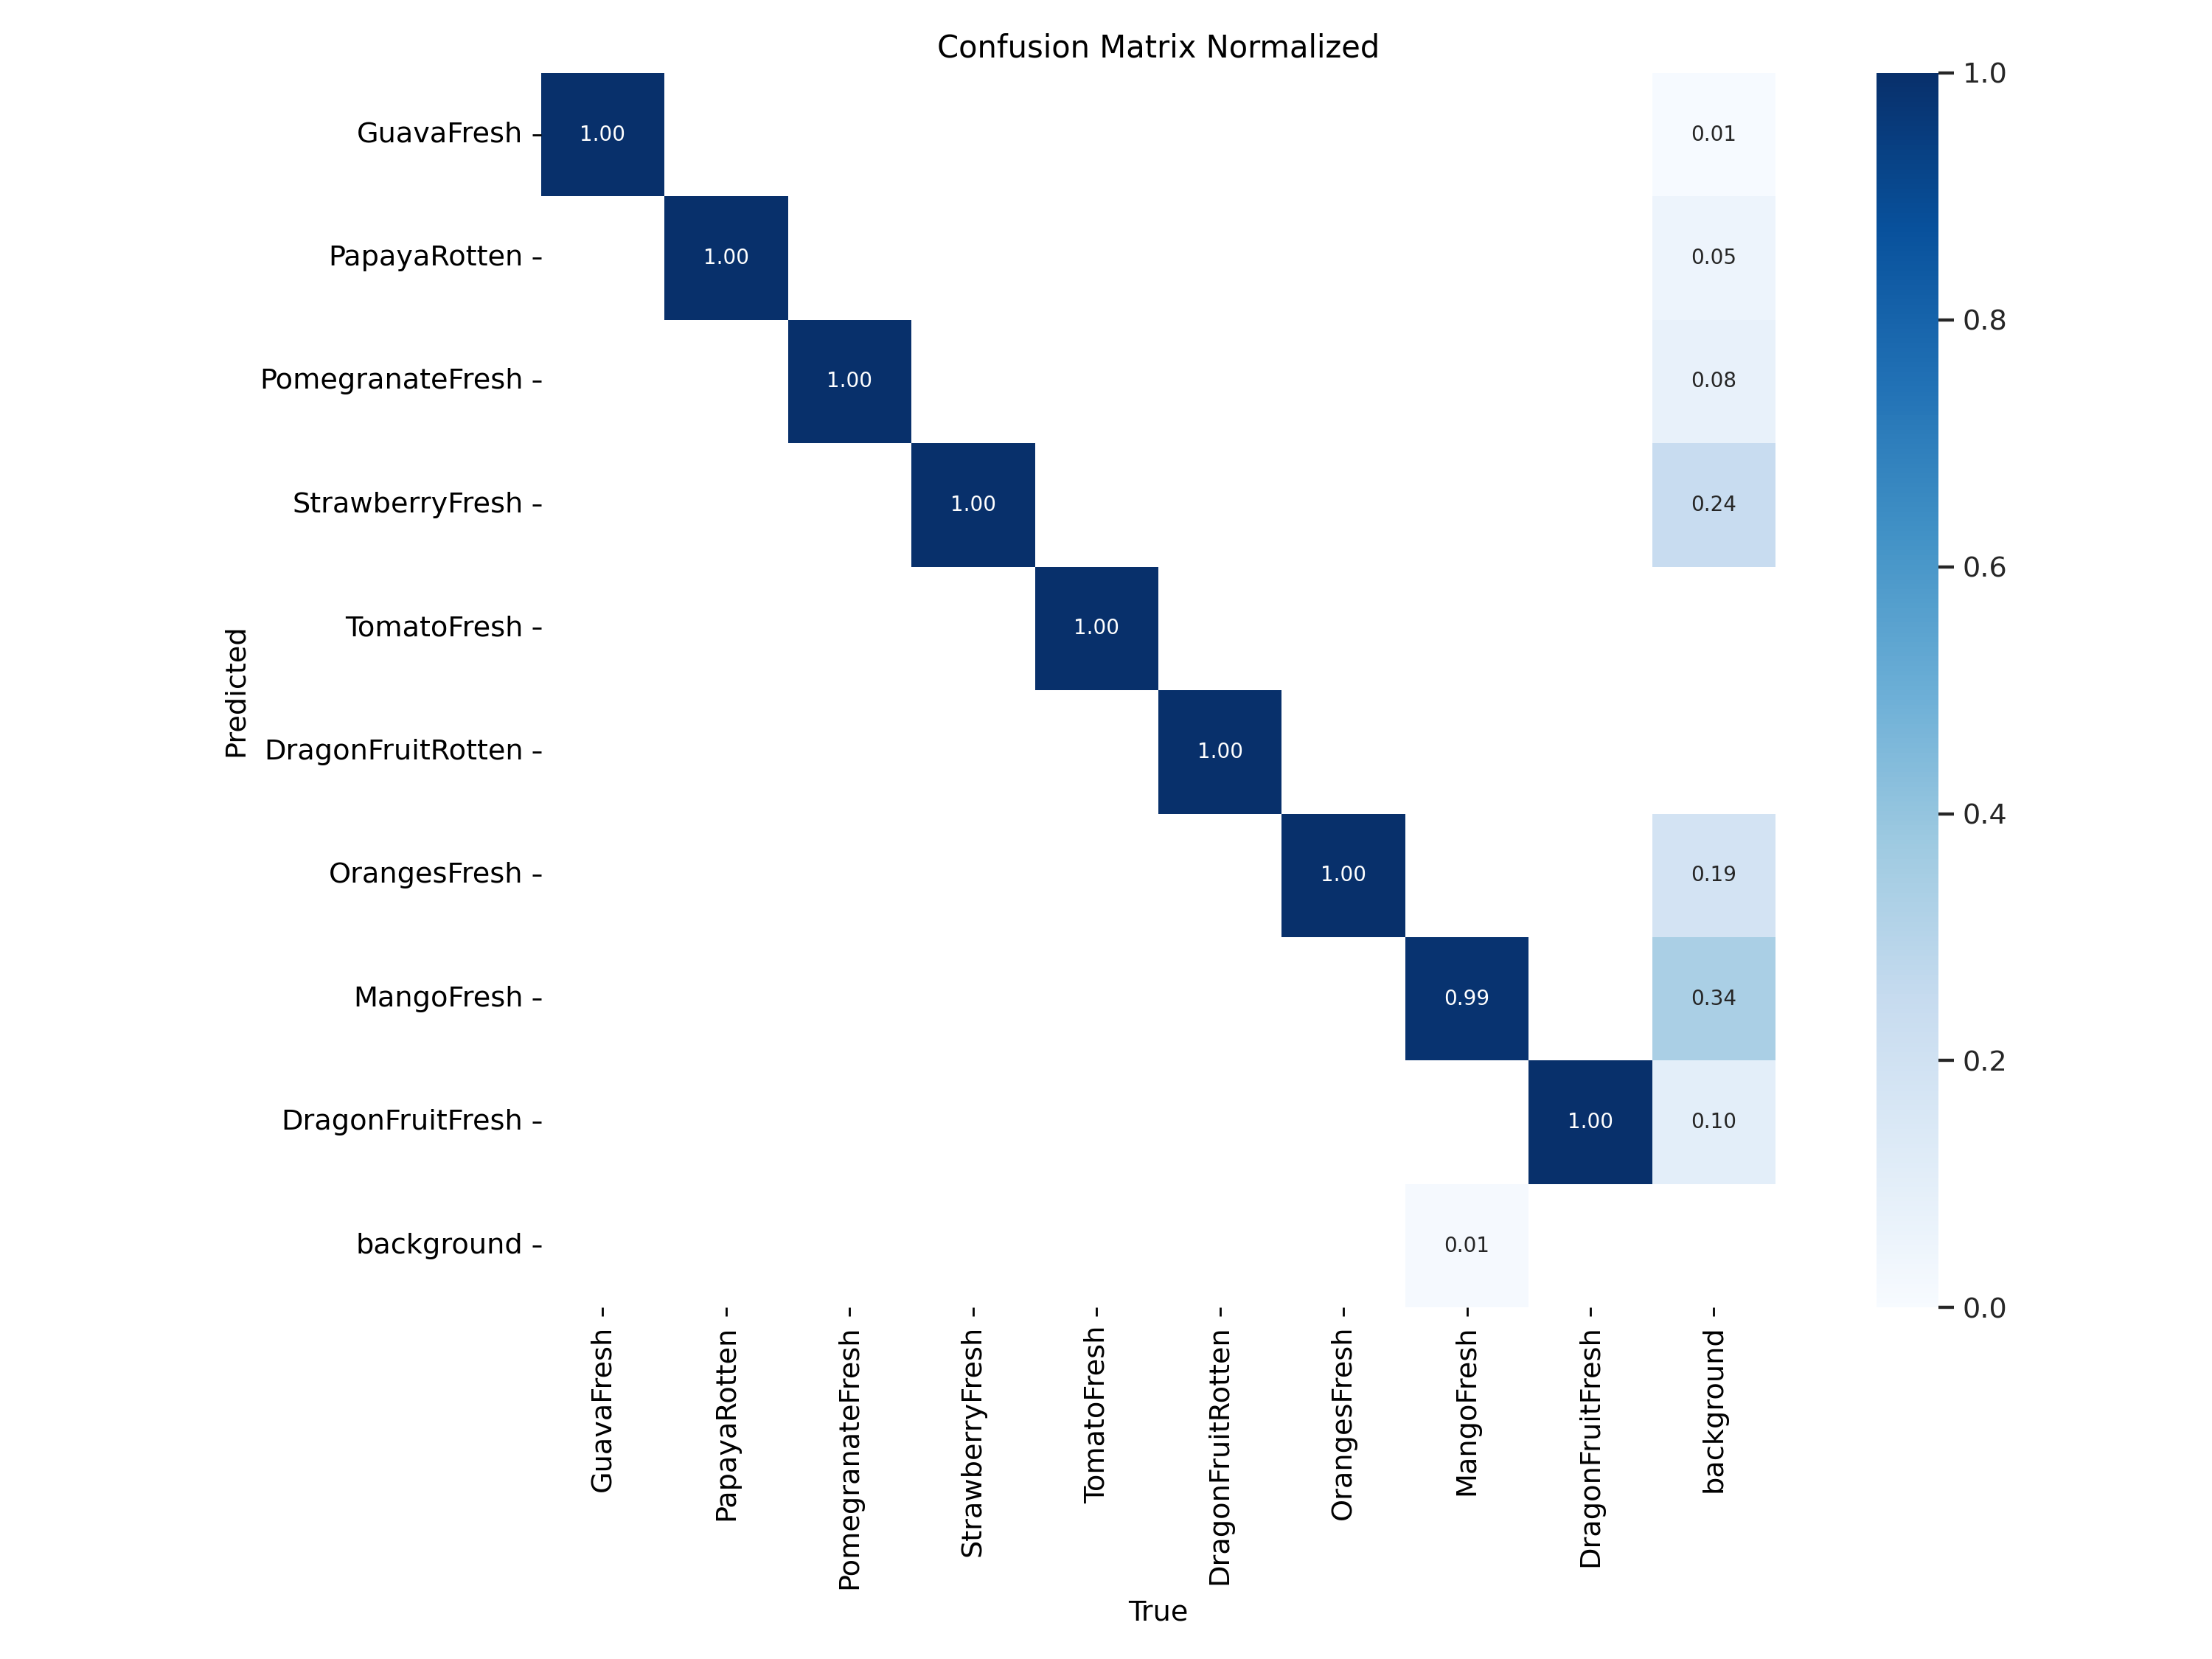 Confusion Matrix Normalized
GuavaFresh 1.00 0.01
PapayaRotten 1.00 0.05
PomegranateFresh 1.00 0.08
StrawberryFresh 1.00 0.24
TomatoFresh 1.00
DragonFruitRotten 1.00
OrangesFresh 1.00 0.19
MangoFresh 0.99 0.34
DragonFruitFresh 1.00 0.10
background 0.01
Predicted
GuavaFresh
PapayaRotten
PomegranateFresh
StrawberryFresh
TomatoFresh
DragonFruitRotten
OrangesFresh
MangoFresh
DragonFruitFresh
background
True
1.0
0.8
0.6
0.4
0.2
0.0